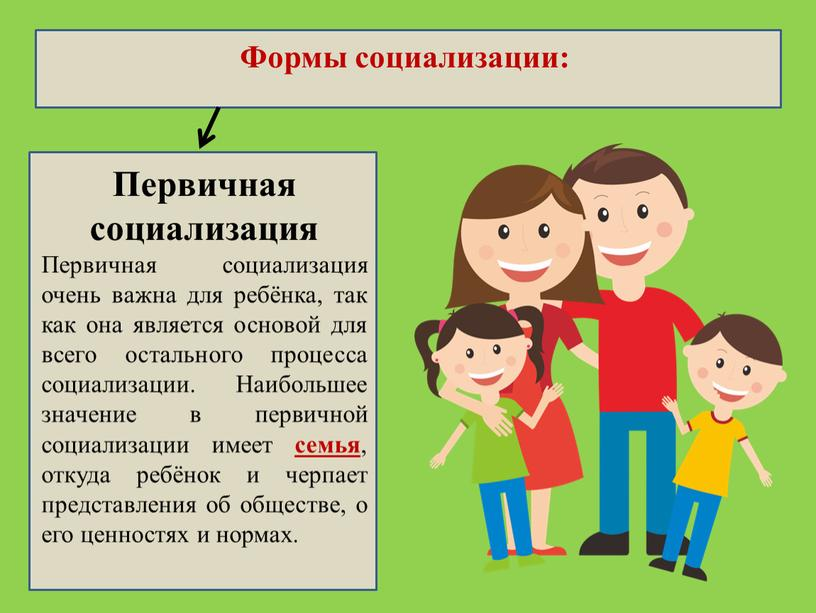 Формы социализации:
Первичная
социализация
Первичная социализация
очень важна для ребёнка, так
как она является основой для
всего остального процесса
социализации. Наибольшее
значение в первичной
социализации имеет семья,
откуда ребёнок и черпает
представления об обществе, о
его ценностях и нормах.